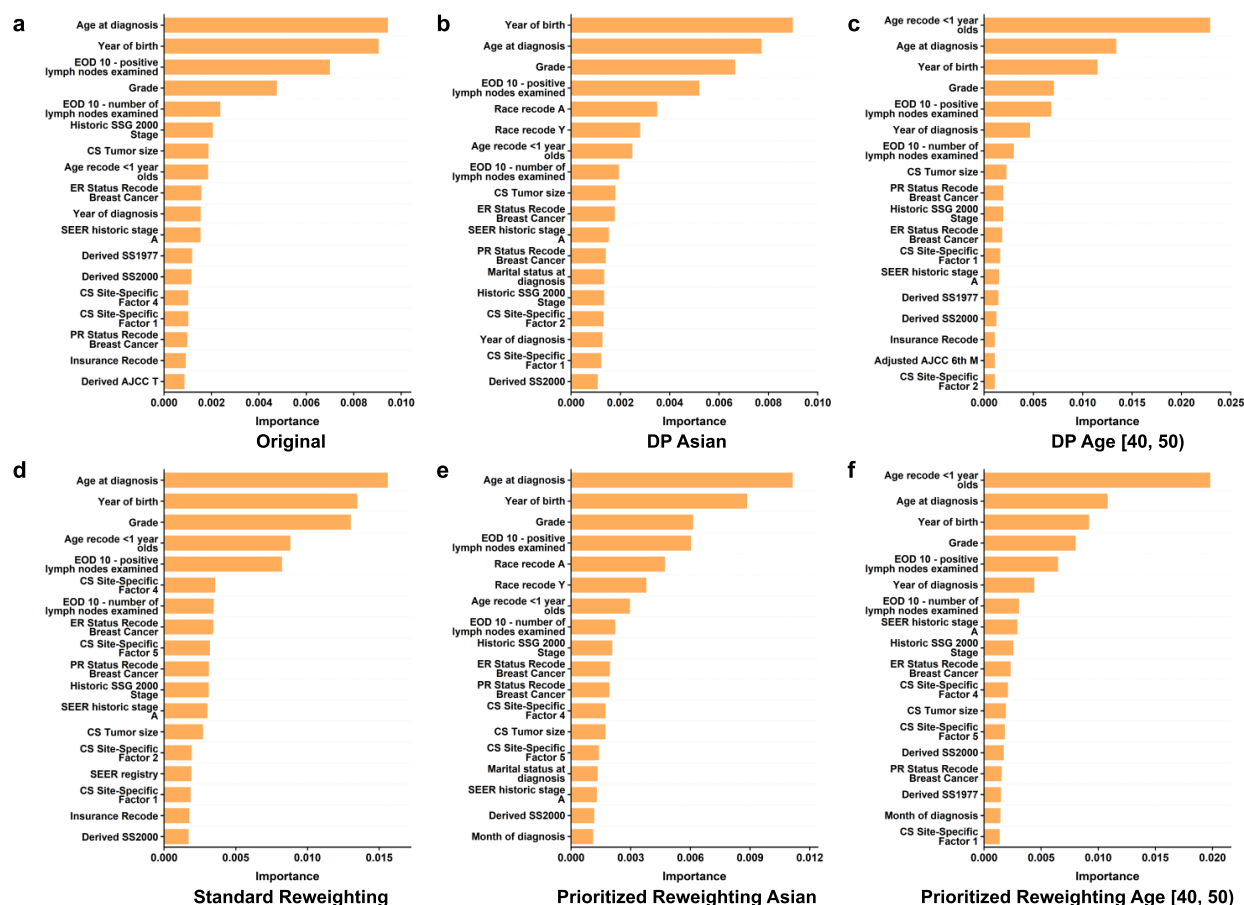 a
Age at diagnosis
Year of birth
EOD 10 - positive
lymph nodes examined
Grade
EOD 10 - number of
lymph nodes examined
Historic SSG 2000
Stage
CS Tumor size
Age recode <1 year
olds
ER Status Recode
Breast Cancer
Year of diagnosis
SEER historic stage
A
Derived SS1977
Derived SS2000
CS Site-Specific
Factor 4
CS Site-Specific
Factor 1
PR Status Recode
Breast Cancer
Insurance Recode
Derived AJCC T
0.000 0.002 0.004 0.006 0.008 0.010
Importance
Original
b
Year of birth
Age at diagnosis
Grade
EOD 10 - positive
lymph nodes examined
Race recode A
Race recode Y
Age recode <1 year
olds
EOD 10 - number of
lymph nodes examined
CS Tumor size
ER Status Recode
Breast Cancer
SEER historic stage
A
PR Status Recode
Breast Cancer
Marital status at
diagnosis
Historic SSG 2000
Stage
CS Site-Specific
Factor 2
Year of diagnosis
CS Site-Specific
Factor 1
Derived SS2000
0.000 0.002 0.004 0.006 0.008 0.010
Importance
DP Asian
c
Age recode <1 year
olds
Age at diagnosis
Year of birth
Grade
EOD 10 - positive
lymph nodes examined
Year of diagnosis
EOD 10 - number of
lymph nodes examined
CS Tumor size
PR Status Recode
Breast Cancer
Historic SSG 2000
Stage
ER Status Recode
Breast Cancer
CS Site-Specific
Factor 1
SEER historic stage
A
Derived SS1977
Derived SS2000
Insurance Recode
Adjusted AJCC 6th M
CS Site-Specific
Factor 2
0.000 0.005 0.010 0.015 0.020 0.025
Importance
DP Age [40, 50)
d
Age at diagnosis
Year of birth
Grade
Age recode <1 year
olds
EOD 10 - positive
lymph nodes examined
CS Site-Specific
Factor 4
EOD 10 - number of
lymph nodes examined
ER Status Recode
Breast Cancer
CS Site-Specific
Factor 5
PR Status Recode
Breast Cancer
Historic SSG 2000
Stage
SEER historic stage
A
CS Tumor size
CS Site-Specific
Factor 2
SEER registry
CS Site-Specific
Factor 1
Insurance Recode
Derived SS2000
0.000 0.005 0.010 0.015
Importance
Standard Reweighting
e
Age at diagnosis
Year of birth
Grade
EOD 10 - positive
lymph nodes examined
Race recode A
Race recode Y
Age recode <1 year
olds
EOD 10 - number of
lymph nodes examined
Historic SSG 2000
Stage
ER Status Recode
Breast Cancer
PR Status Recode
Breast Cancer
CS Site-Specific
Factor 4
CS Tumor size
CS Site-Specific
Factor 5
Marital status at
diagnosis
SEER historic stage
A
Derived SS2000
Month of diagnosis
0.000 0.003 0.006 0.009 0.012
Importance
Prioritized Reweighting Asian
f
Age recode <1 year
olds
Age at diagnosis
Year of birth
Grade
EOD 10 - positive
lymph nodes examined
Year of diagnosis
EOD 10 - number of
lymph nodes examined
SEER historic stage
A
Historic SSG 2000
Stage
ER Status Recode
Breast Cancer
CS Site-Specific
Factor 4
CS Tumor size
CS Site-Specific
Factor 5
Derived SS2000
PR Status Recode
Breast Cancer
Derived SS1977
Month of diagnosis
CS Site-Specific
Factor 1
0.000 0.005 0.010 0.015 0.020
Importance
Prioritized Reweighting Age [40, 50)